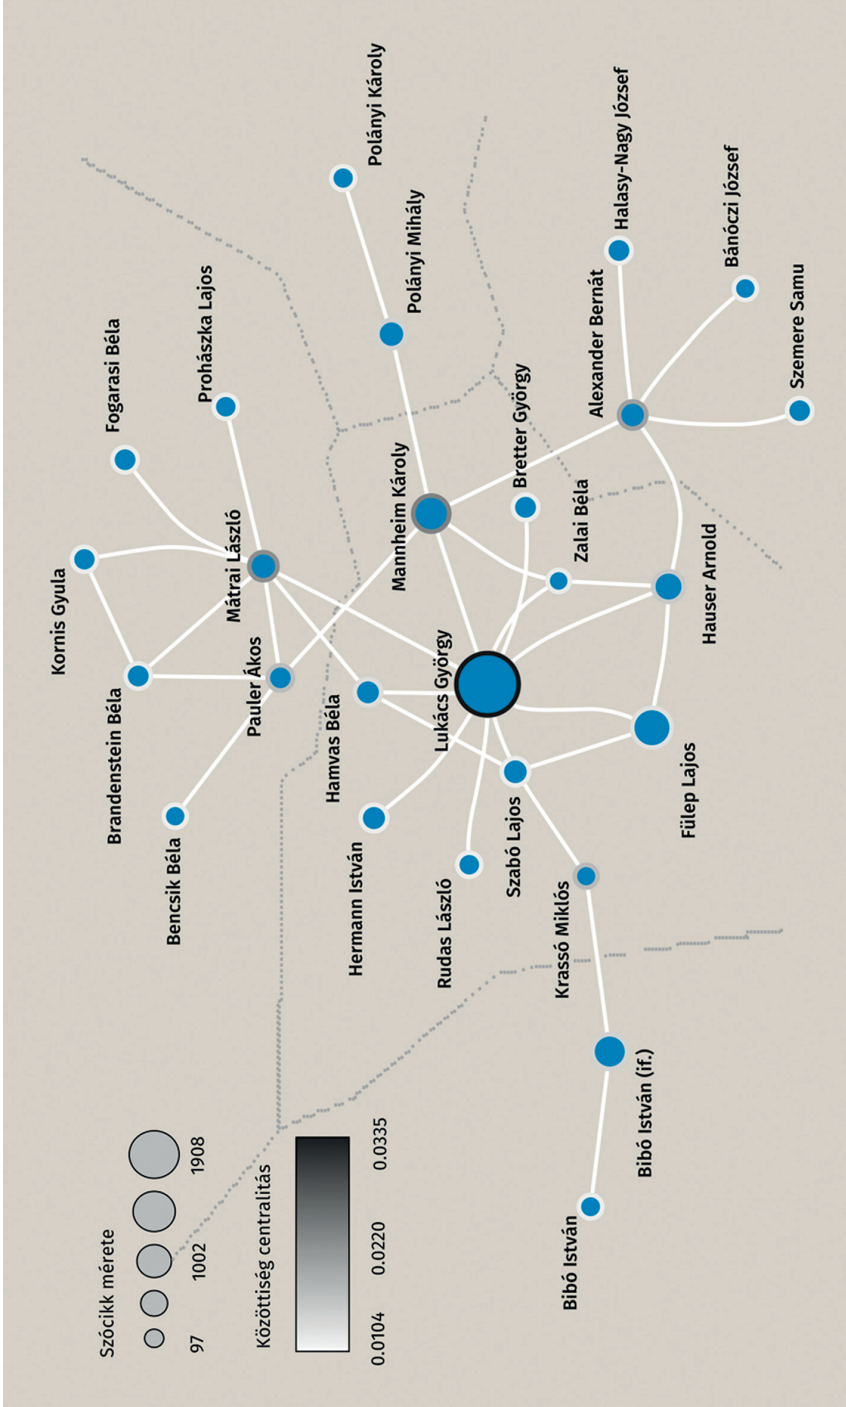 Szócikk mérete
97
1002
1908
Közöttiség centralitás
0.0104
0.0220
0.0335
Kornis Gyula
Fogarasi Béla
Brandenstein Béla
Bencsik Béla
Prohászka Lajos
Mátrai László
Pauler Ákos
Hamvas Béla
Hermann István
Polányi Károly
Polányi Mihály
Mannheim Károly
Lukács György
Rudas László
Szabó Lajos
Bretter György
Zalai Béla
Krassó Miklós
Bibó István
Bibó István (if.)
Alexander Bernát
Halasy-Nagy József
Fülep Lajos
Hauser Arnold
Bánóczi József
Szemere Samu